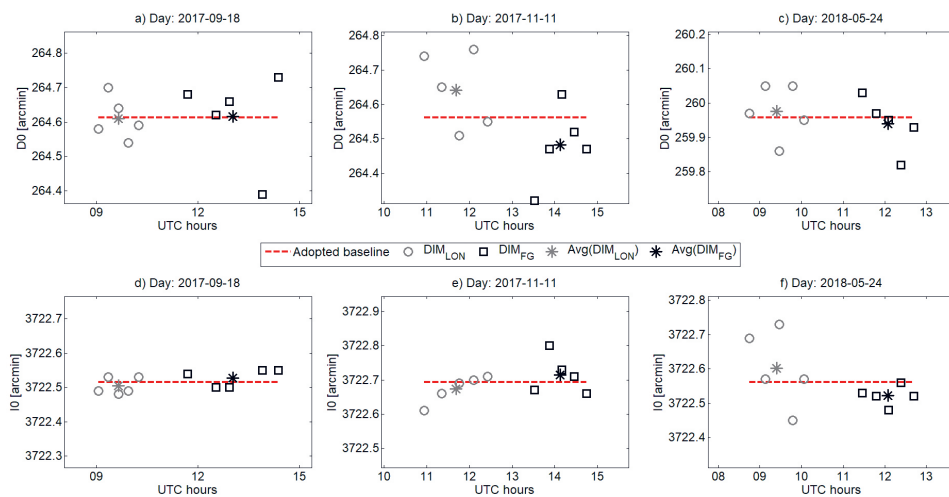 a) Day: 2017-09-18
b) Day: 2017-11-11
c) Day: 2018-05-24
D0 [arcmin]
264.8
264.7
264.6
264.5
264.4
09 12 15
UTC hours
D0 [arcmin]
264.8
264.7
264.6
264.5
264.4
10 11 12 13 14 15
UTC hours
D0 [arcmin]
260.2
260.1
260
259.9
259.8
08 09 10 11 12 13
UTC hours
Adopted baseline DIM_LON DIM_FG Avg(DIM_LON) Avg(DIM_FG)
d) Day: 2017-09-18
e) Day: 2017-11-11
f) Day: 2018-05-24
I0 [arcmin]
3722.7
3722.6
3722.5
3722.4
3722.3
09 12 15
UTC hours
I0 [arcmin]
3722.9
3722.8
3722.7
3722.6
3722.5
10 11 12 13 14 15
UTC hours
I0 [arcmin]
3722.8
3722.7
3722.6
3722.5
3722.4
08 09 10 11 12 13
UTC hours